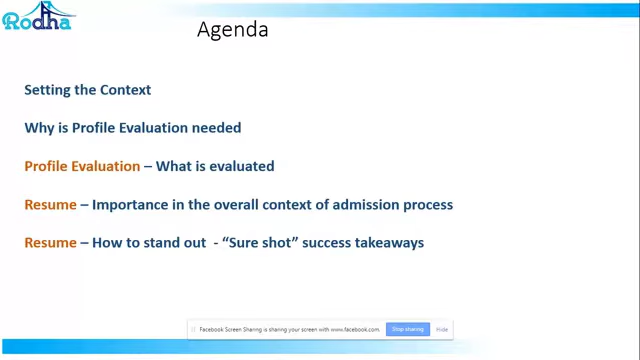 Rodha
Agenda
Setting the Context
Why is Profile Evaluation needed
Profile Evaluation – What is evaluated
Resume – Importance in the overall context of admission process
Resume – How to stand out - “Sure shot” success takeaways
Facebook Screen Sharing is sharing your screen with www.facebook.com. Stop sharing Hide